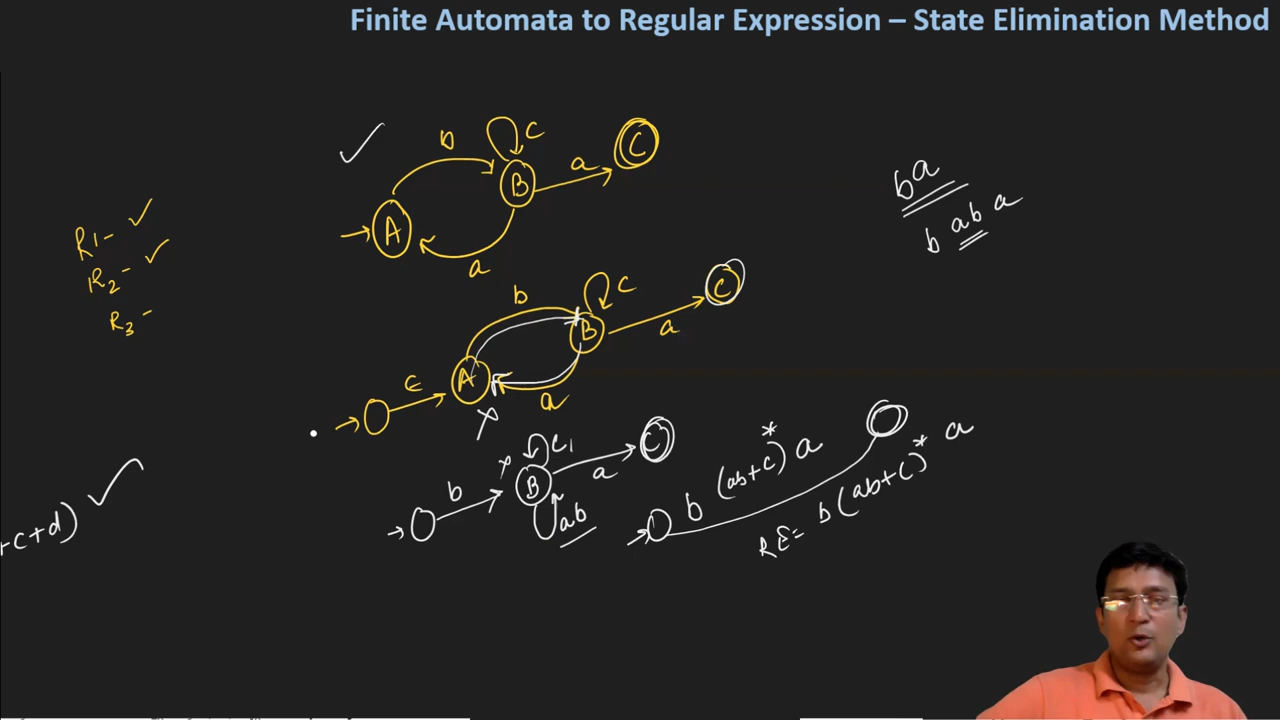 Finite Automata to Regular Expression – State Elimination Method
b
c
B
a
C
A
a
R1- ✓
R2- ✓
R3-
ba
b ab a
b
c
B
a
C
ϵ
A
a
b
B
a
C
ab
b (ab+c)* a
RE= b(ab+c)* a
+c+d)